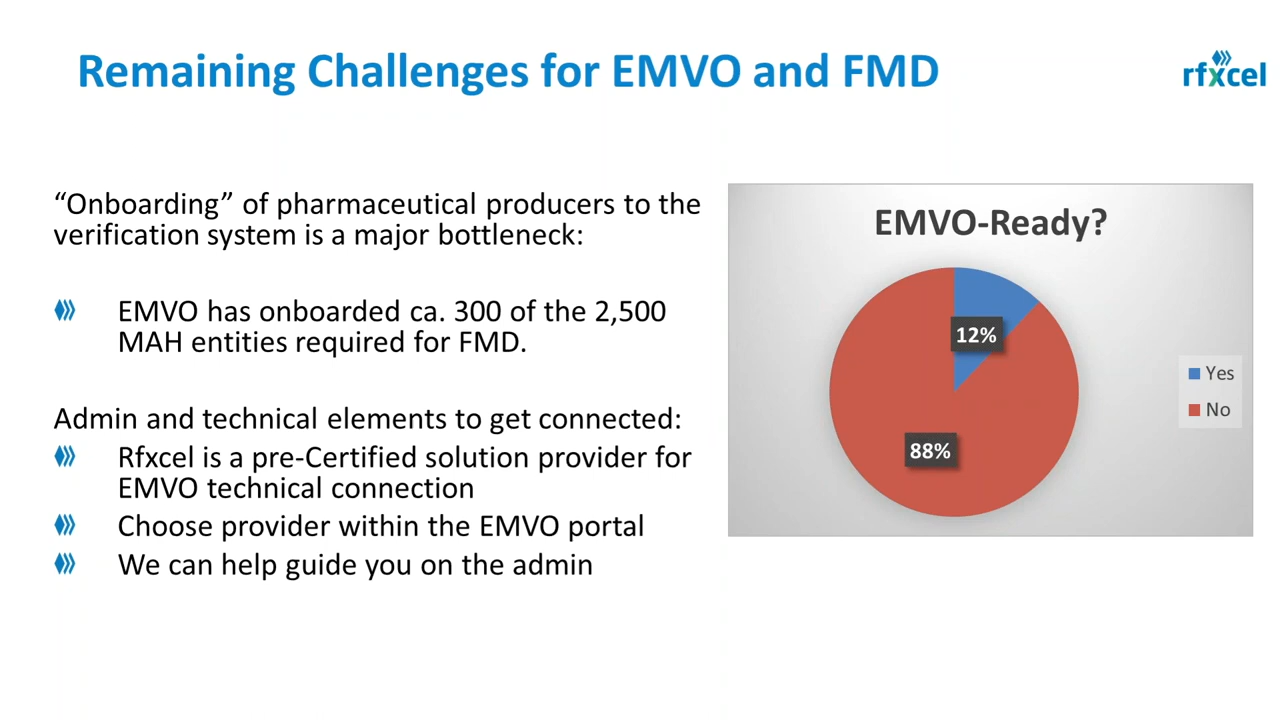 Remaining Challenges for EMVO and FMD
rfxcel
“Onboarding” of pharmaceutical producers to the
verification system is a major bottleneck:
EMVO has onboarded ca. 300 of the 2,500
MAH entities required for FMD.
Admin and technical elements to get connected:
Rfxcel is a pre-Certified solution provider for
EMVO technical connection
Choose provider within the EMVO portal
We can help guide you on the admin
EMVO-Ready?
12%
88%
Yes
No